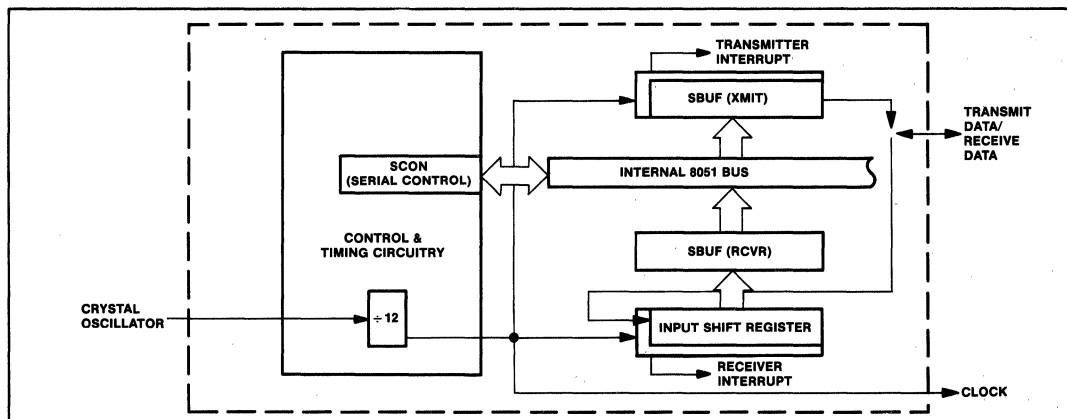 TRANSMITTER
INTERRUPT
SBUF (XMIT)
TRANSMIT
DATA/
RECEIVE
DATA
SCON
(SERIAL CONTROL)
INTERNAL 8051 BUS
CONTROL &
TIMING CIRCUITRY
SBUF (RCVR)
CRYSTAL
OSCILLATOR
÷ 12
INPUT SHIFT REGISTER
RECEIVER
INTERRUPT
CLOCK